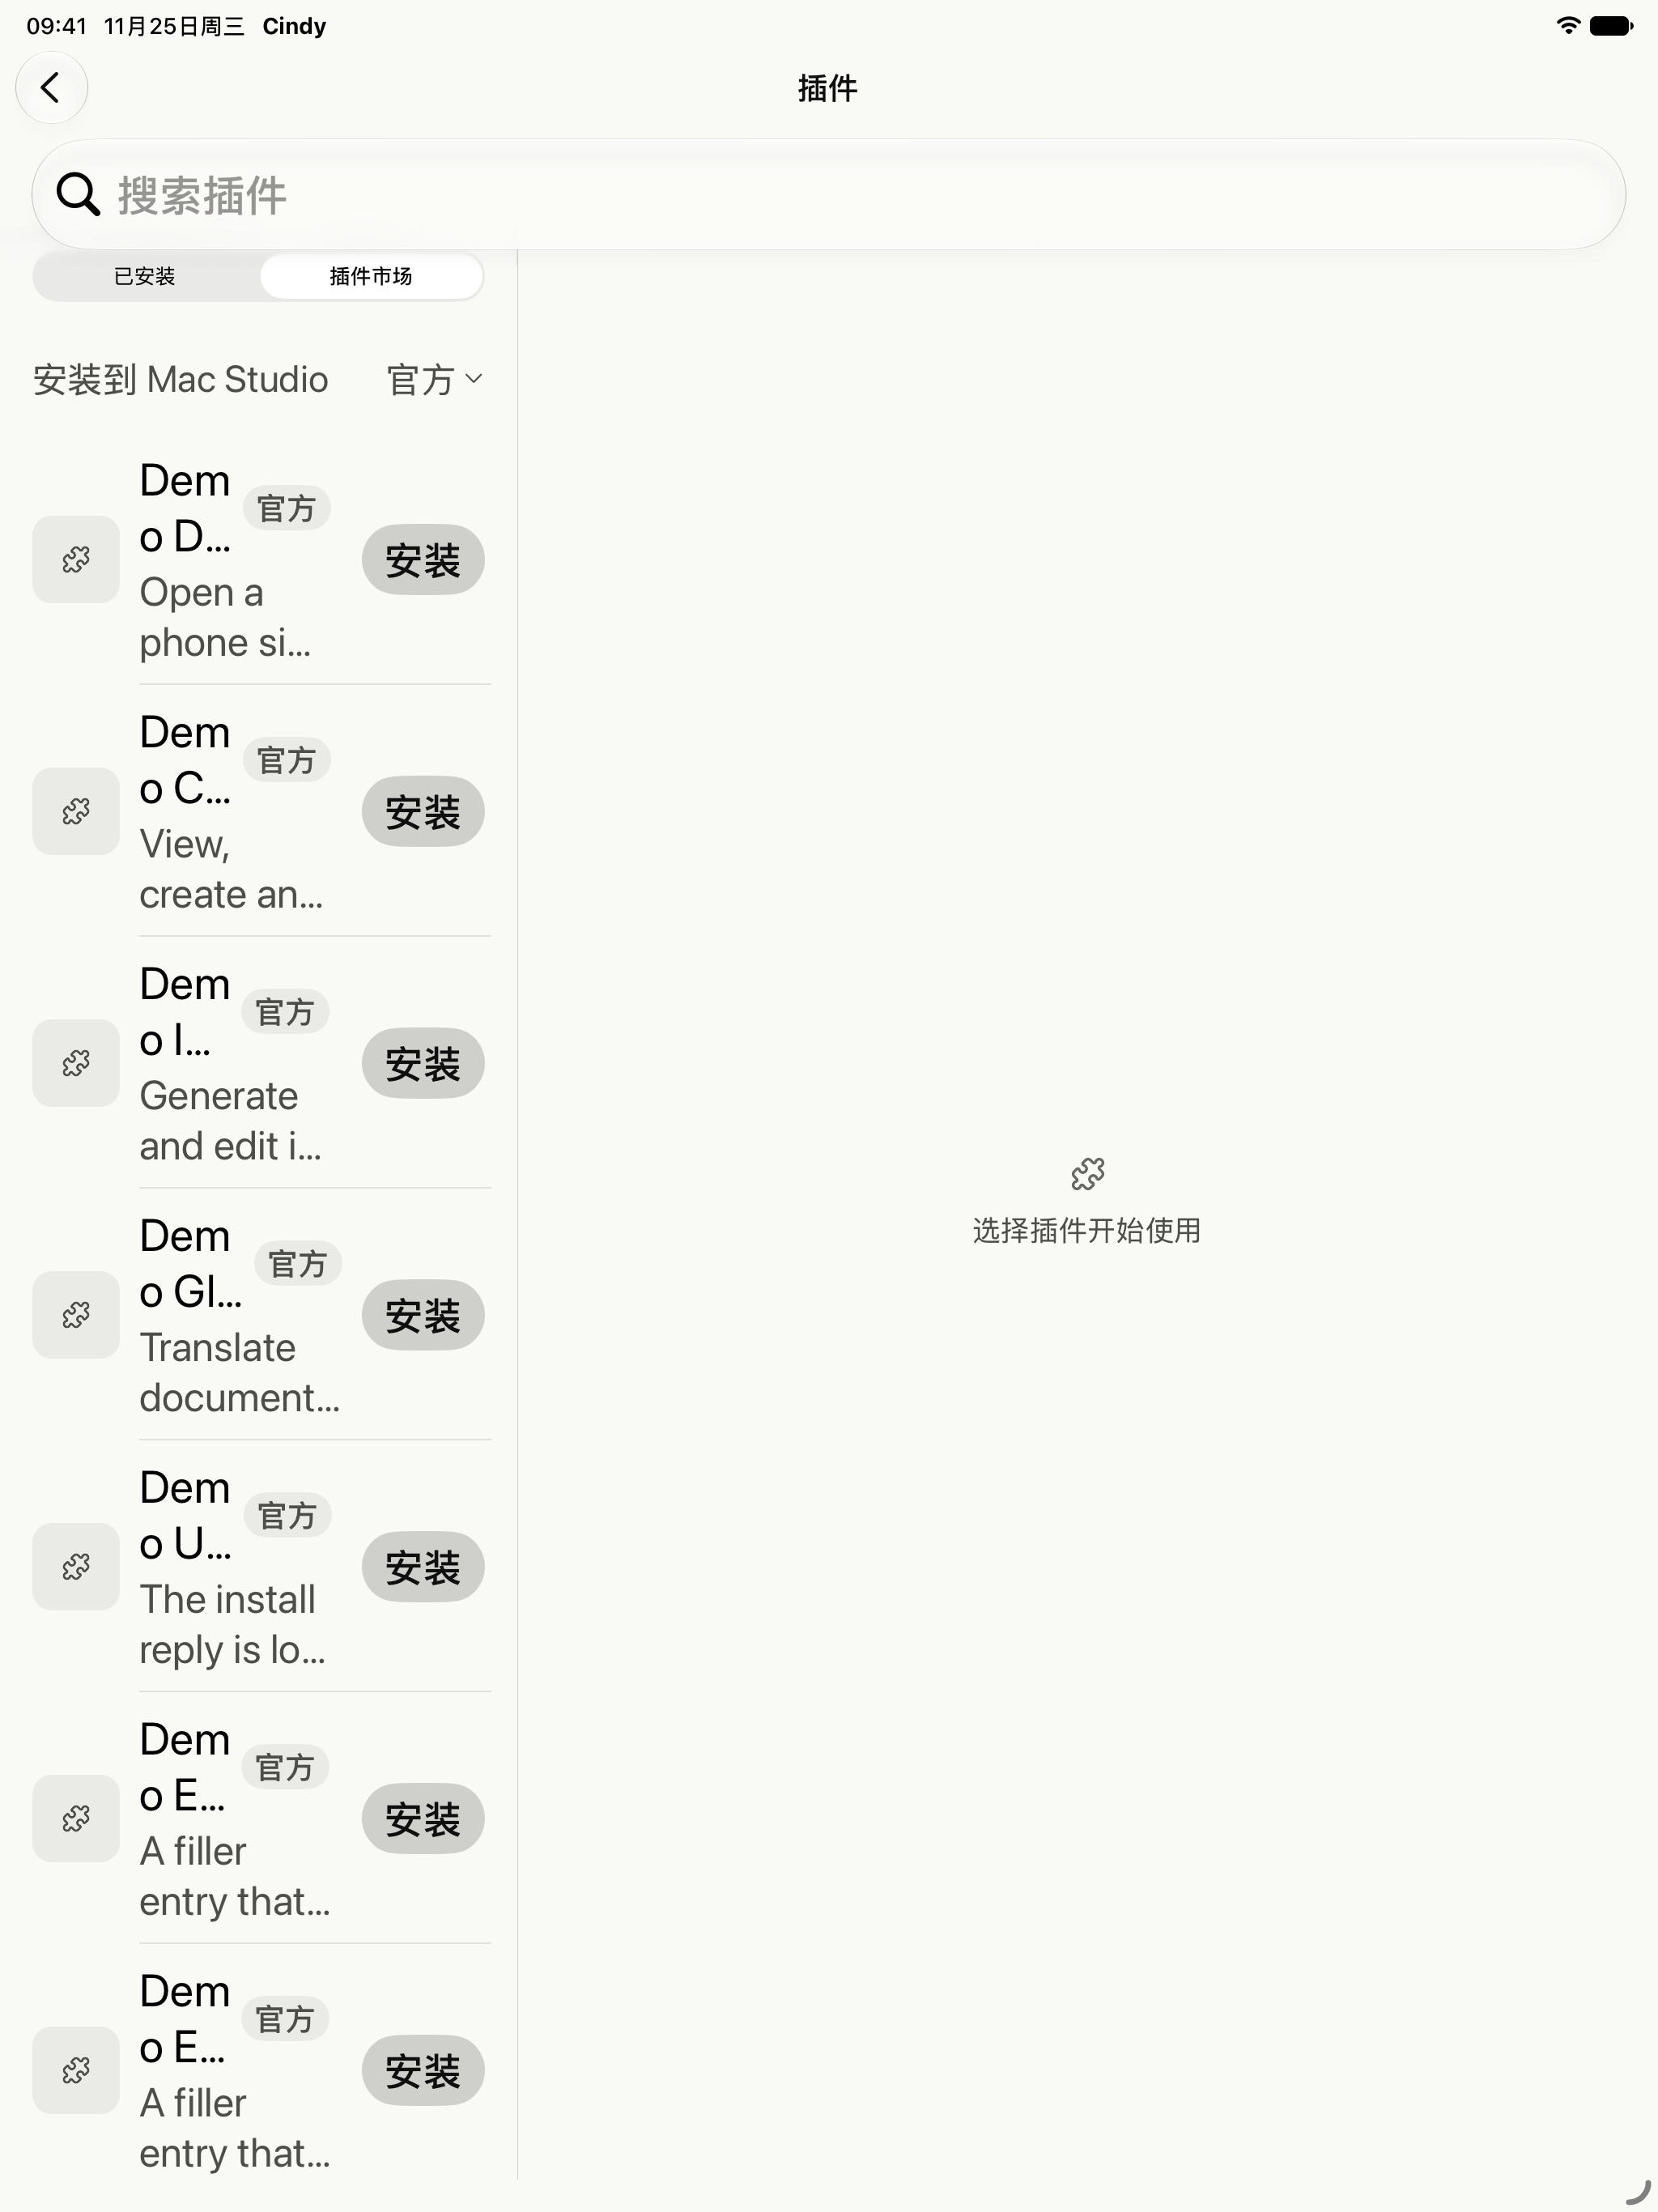 09:41 11月25日周三 Cindy
插件
搜索插件
已安装 插件市场
安装到 Mac Studio 官方
Dem
o D...
官方
安装
Open a
phone si...
Dem
o C...
官方
安装
View,
create an...
Dem
o I...
官方
安装
Generate
and edit i...
选择插件开始使用
Dem
o Gl...
官方
安装
Translate
document...
Dem
o U...
官方
安装
The install
reply is lo...
Dem
o E...
官方
安装
A filler
entry that...
Dem
o E...
官方
安装
A filler
entry that...